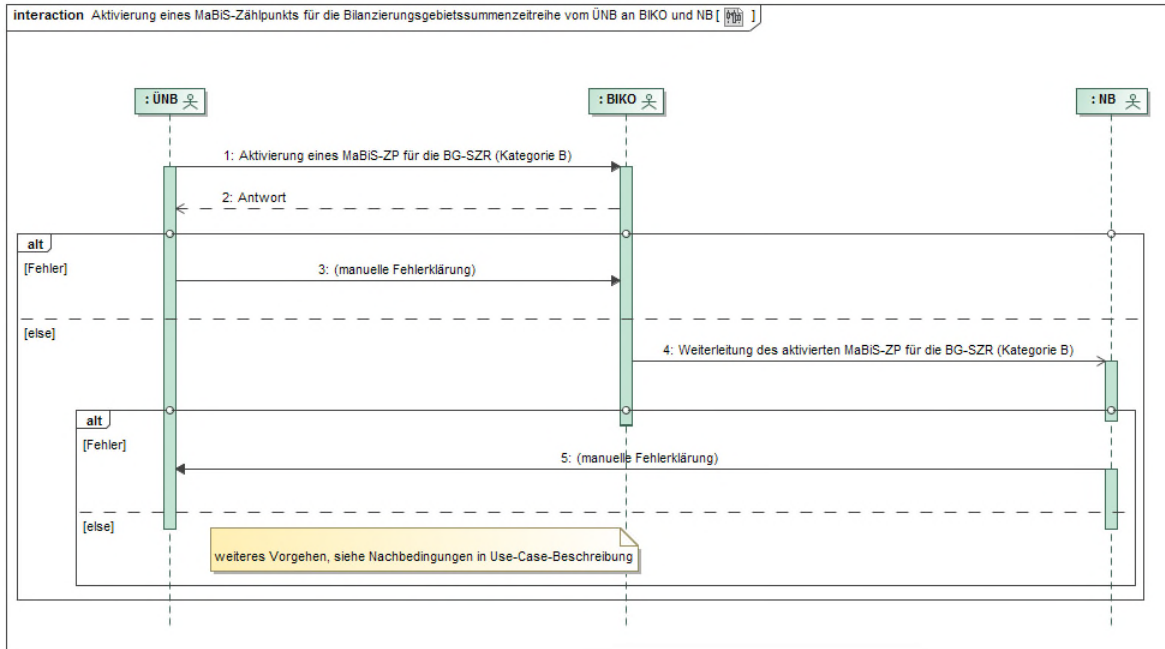 interaction Aktivierung eines MaBiS-Zählpunkts für die Bilanzierungsgebietssummenzeitreihe vom ÜNB an BIKO und NB [ ]
: ÜNB
: BIKO
: NB
1: Aktivierung eines MaBiS-ZP für die BG-SZR (Kategorie B)
2: Antwort
alt
[Fehler]
3: (manuelle Fehlerklärung)
[else]
4: Weiterleitung des aktivierten MaBiS-ZP für die BG-SZR (Kategorie B)
alt
[Fehler]
5: (manuelle Fehlerklärung)
[else]
weiteres Vorgehen, siehe Nachbedingungen in Use-Case-Beschreibung